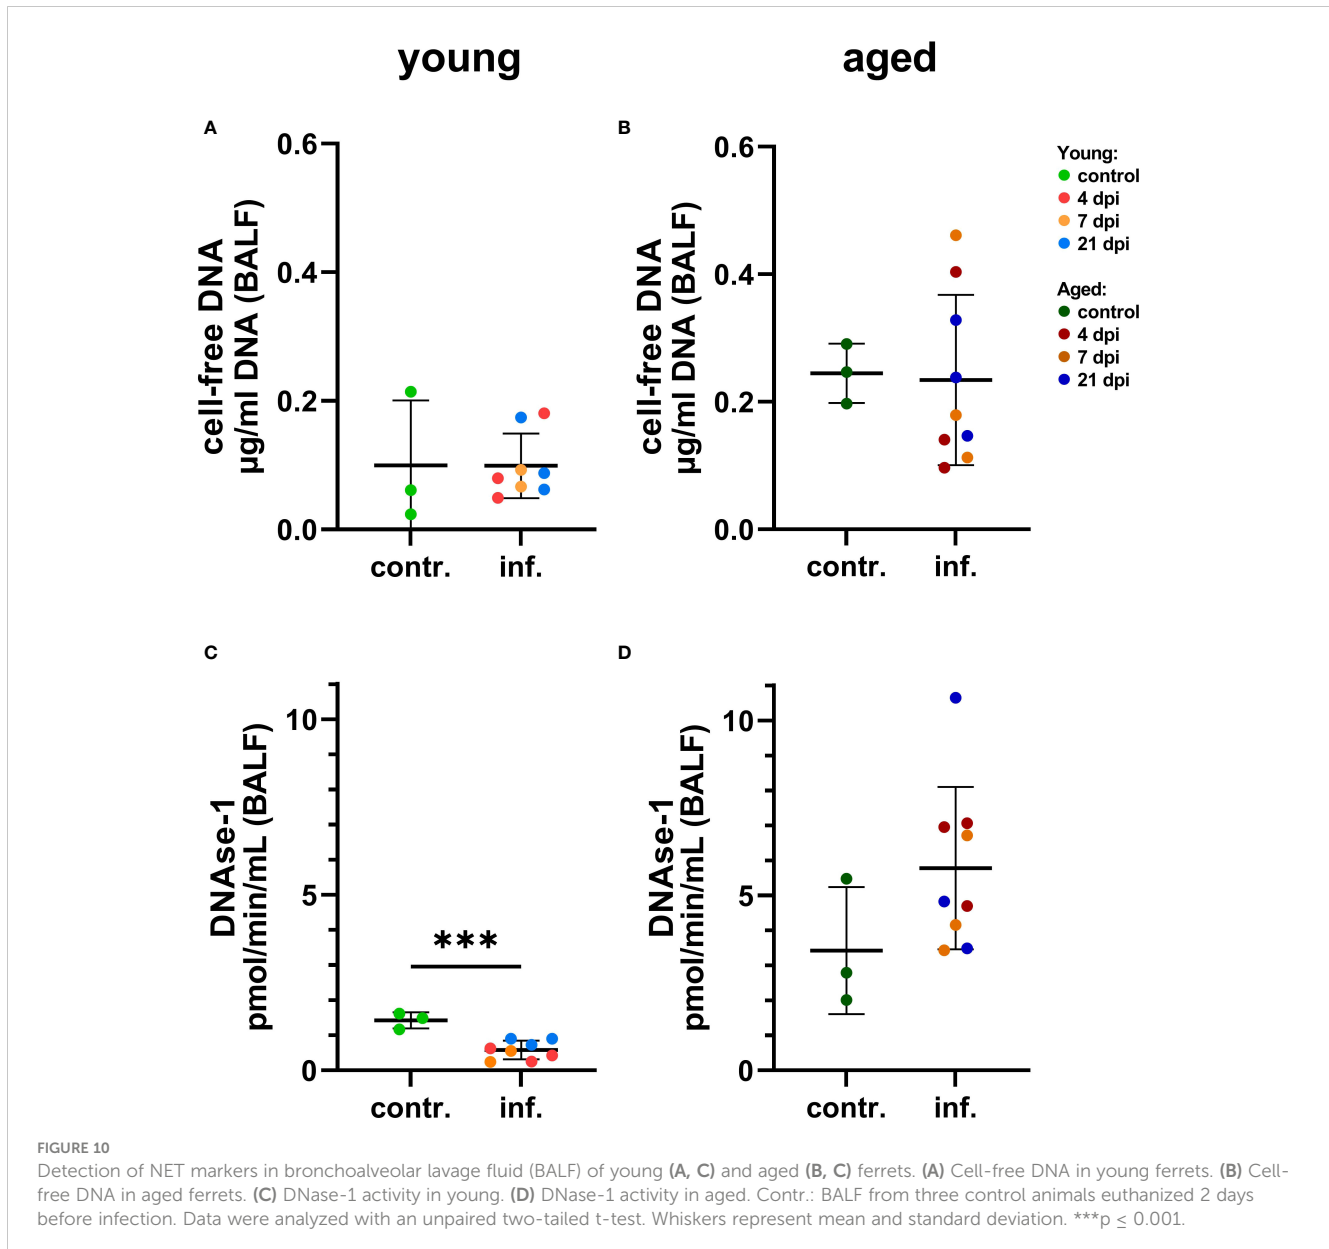 young
aged
A
0.6
0.4
0.2
0.0
cell-free DNA
µg/ml DNA (BALF)
contr.
inf.
B
0.6
0.4
0.2
0.0
cell-free DNA
µg/ml DNA (BALF)
contr.
inf.
Young:
control
4 dpi
7 dpi
21 dpi
Aged:
control
4 dpi
7 dpi
21 dpi
C
10
5
0
DNAse-1
pmol/min/mL (BALF)
***
contr.
inf.
D
10
5
0
DNAse-1
pmol/min/mL (BALF)
contr.
inf.
FIGURE 10
Detection of NET markers in bronchoalveolar lavage fluid (BALF) of young (A, C) and aged (B, C) ferrets. (A) Cell-free DNA in young ferrets. (B) Cell-
free DNA in aged ferrets. (C) DNase-1 activity in young. (D) DNase-1 activity in aged. Contr.: BALF from three control animals euthanized 2 days
before infection. Data were analyzed with an unpaired two-tailed t-test. Whiskers represent mean and standard deviation. ***p ≤ 0.001.